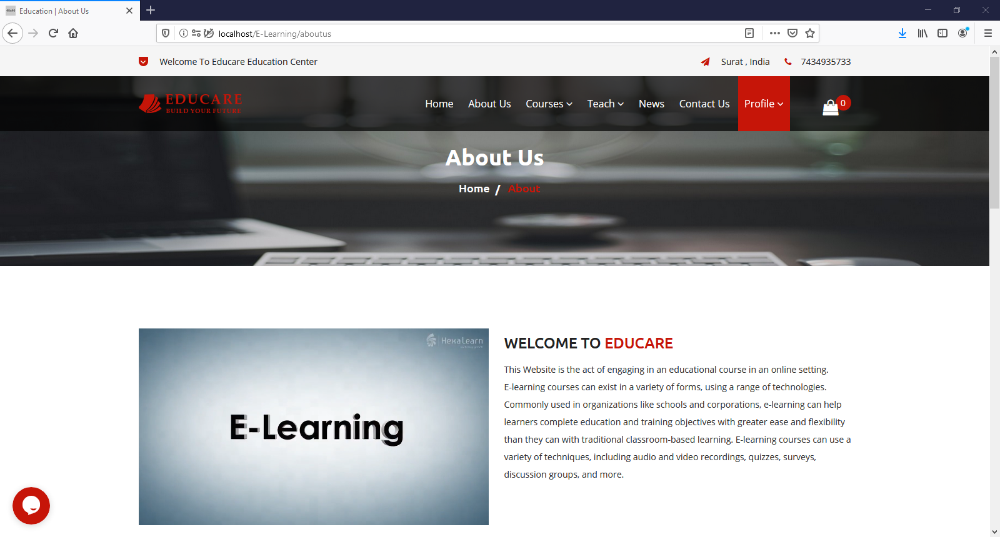 40x40 Education | About Us
localhost/E-Learning/aboutus
Welcome To Educare Education Center
Surat , India
7434935733
EDUCARE
BUILD YOUR FUTURE
Home
About Us
Courses
Teach
News
Contact Us
Profile
0
About Us
Home / About
HexaLearn
E-Learning
WELCOME TO EDUCARE
This Website is the act of engaging in an educational course in an online setting.
E-learning courses can exist in a variety of forms, using a range of technologies.
Commonly used in organizations like schools and corporations, e-learning can help
learners complete education and training objectives with greater ease and flexibility
than they can with traditional classroom-based learning. E-learning courses can use a
variety of techniques, including audio and video recordings, quizzes, surveys,
discussion groups, and more.